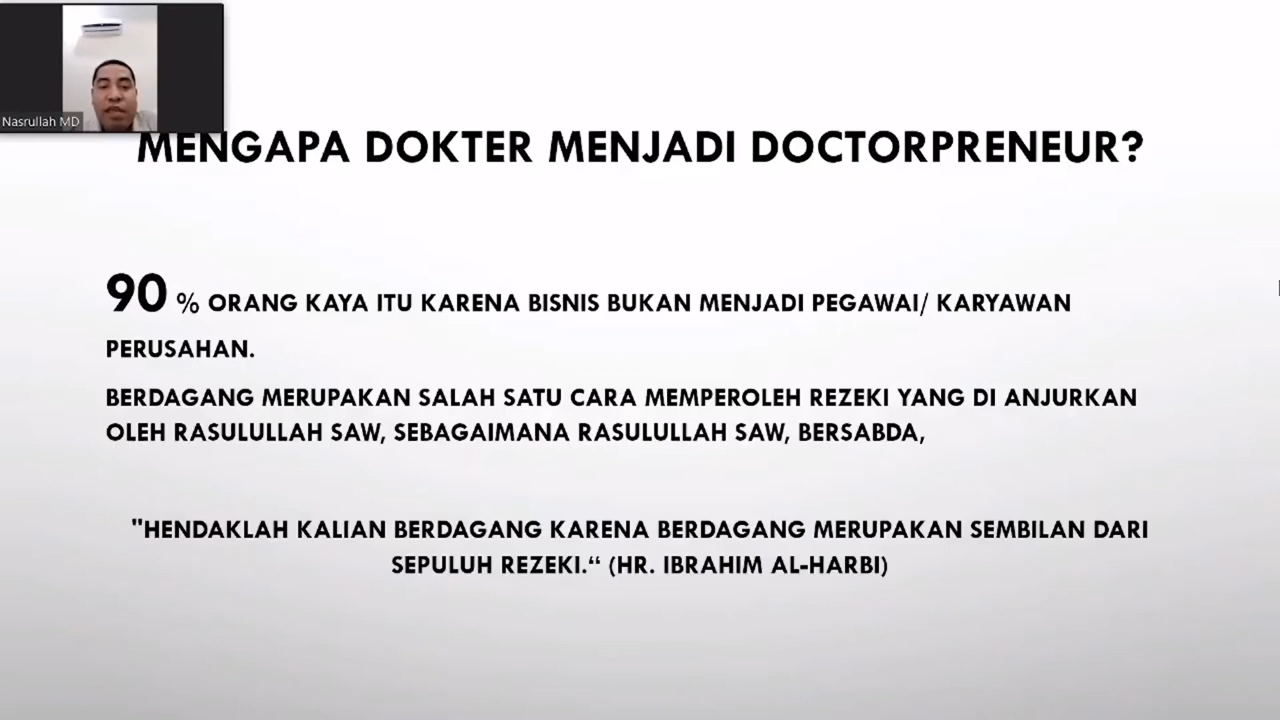 Nasrullah MD
MENGAPA DOKTER MENJADI DOCTORPRENEUR?
90 % ORANG KAYA ITU KARENA BISNIS BUKAN MENJADI PEGAWAI/ KARYAWAN
PERUSAHAN.
BERDAGANG MERUPAKAN SALAH SATU CARA MEMPEROLEH REZEKI YANG DI ANJURKAN
OLEH RASULULLAH SAW, SEBAGAIMANA RASULULLAH SAW, BERSABDA,
"HENDAKLAH KALIAN BERDAGANG KARENA BERDAGANG MERUPAKAN SEMBILAN DARI
SEPULUH REZEKI.“ (HR. IBRAHIM AL-HARBI)